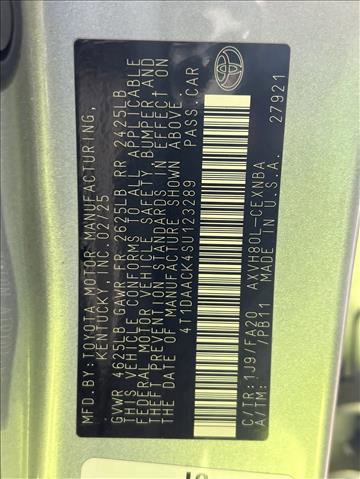 MFD.BY:TOYOTA MOTOR MANUFACTURING,
KENTUCKY, INC.02/25
GVWR 4625LB GAWR FR 2625LB RR 2425LB
THIS VEHICLE CONFORMS TO ALL APPLICABLE
FEDERAL MOTOR VEHICLE SAFETY, BUMPER, AND
THEFT PREVENTION STANDARDS IN EFFECT ON
THE DATE OF MANUFACTURE SHOWN ABOVE.
4T1DAACK4SU123289 PASS.CAR
C/TR:1J9/FA20 AXVH80L-CEXNBA
A/TM: /PB11 MADE IN U.S.A. 27921